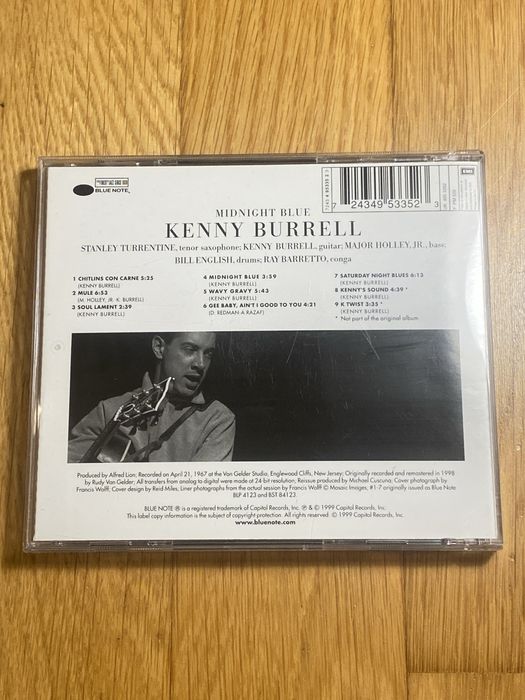 BLUE NOTE
7 24349 53352 3
EMI
MIDNIGHT BLUE
KENNY BURRELL
STANLEY TURRENTINE, tenor saxophone; KENNY BURRELL, guitar; MAJOR HOLLEY, JR., bass;
BILL ENGLISH, drums; RAY BARRETTO, conga
1 CHITLINS CON CARNE 5:25
(KENNY BURRELL)
2 MULE 6:53
(M. HOLLEY, JR.-K. BURRELL)
3 SOUL LAMENT 2:39
(KENNY BURRELL)
4 MIDNIGHT BLUE 3:59
(KENNY BURRELL)
5 WAVY GRAVY 5:43
(KENNY BURRELL)
6 GEE BABY, AIN'T I GOOD TO YOU 4:21
(D. REDMAN-A RAZAF)
7 SATURDAY NIGHT BLUES 6:13
(KENNY BURRELL)
8 KENNY'S SOUND 4:39 *
(KENNY BURRELL)
9 K TWIST 3:35 *
(KENNY BURRELL)
* Not part of the original album
Produced by Alfred Lion; Recorded on April 21, 1967 at the Van Gelder Studio, Englewood Cliffs, New Jersey; Originally recorded and remastered in 1998
by Rudy Van Gelder; All transfers from analog to digital were made at 24-bit resolution; Reissue produced by Michael Cuscuna; Cover photograph by
Francis Wolff; Cover design by Reid Miles; Liner photographs from the actual session by Francis Wolff © Mosaic Images; #1-7 originally issued as Blue Note
BLP 4123 and BST 84123.
BLUE NOTE ® is a registered trademark of Capitol Records, Inc. ℗ & © 1999 Capitol Records, Inc.
This label copy information is the subject of copyright protection. All rights reserved. © 1999 Capitol Records, Inc.
www.bluenote.com